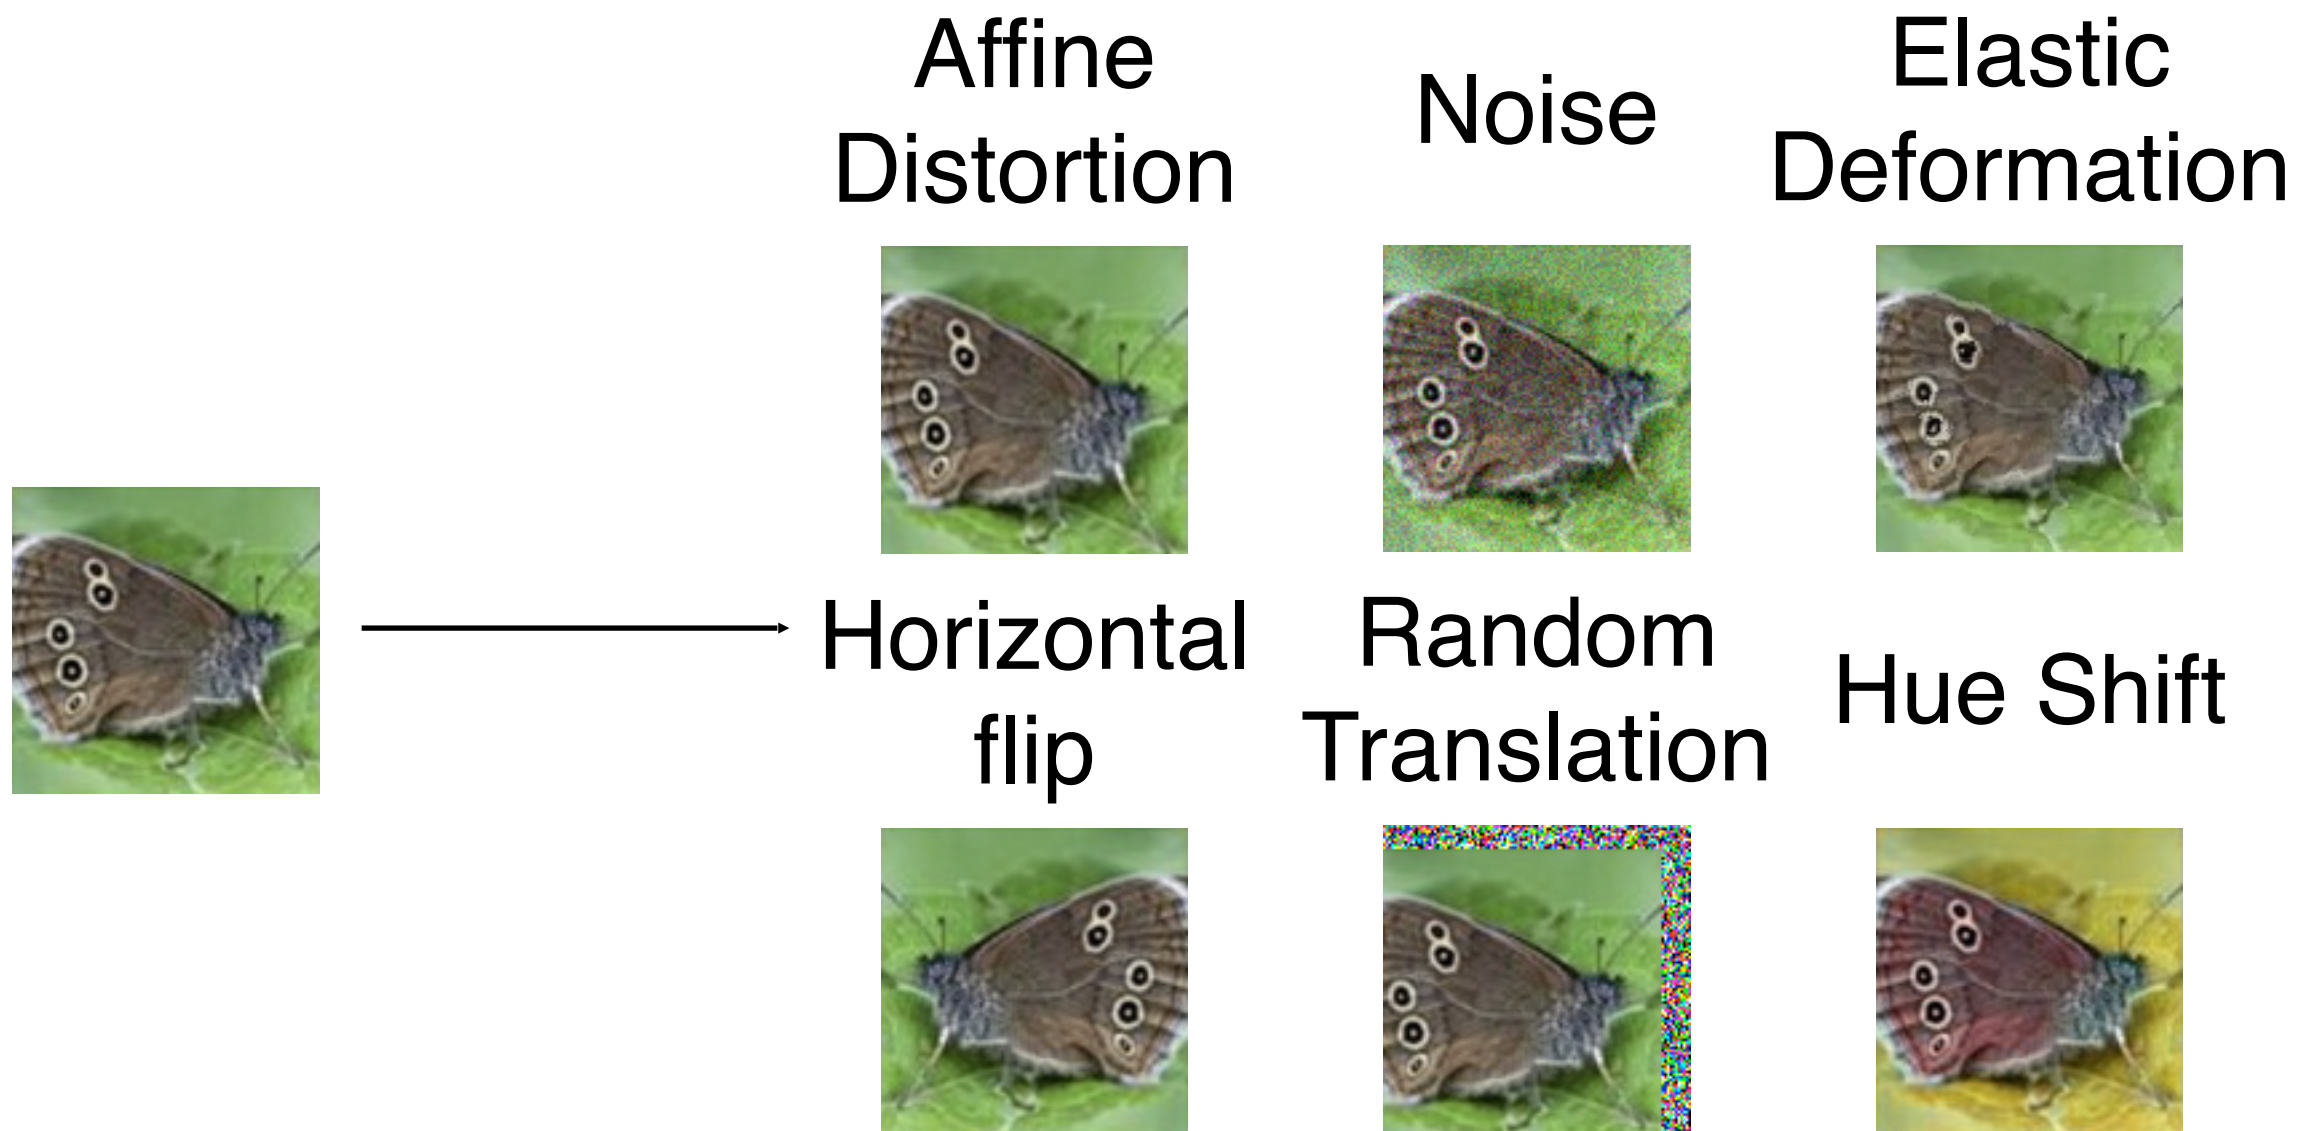 Affine
Distortion
Noise
Elastic
Deformation
Horizontal
flip
Random
Translation
Hue Shift